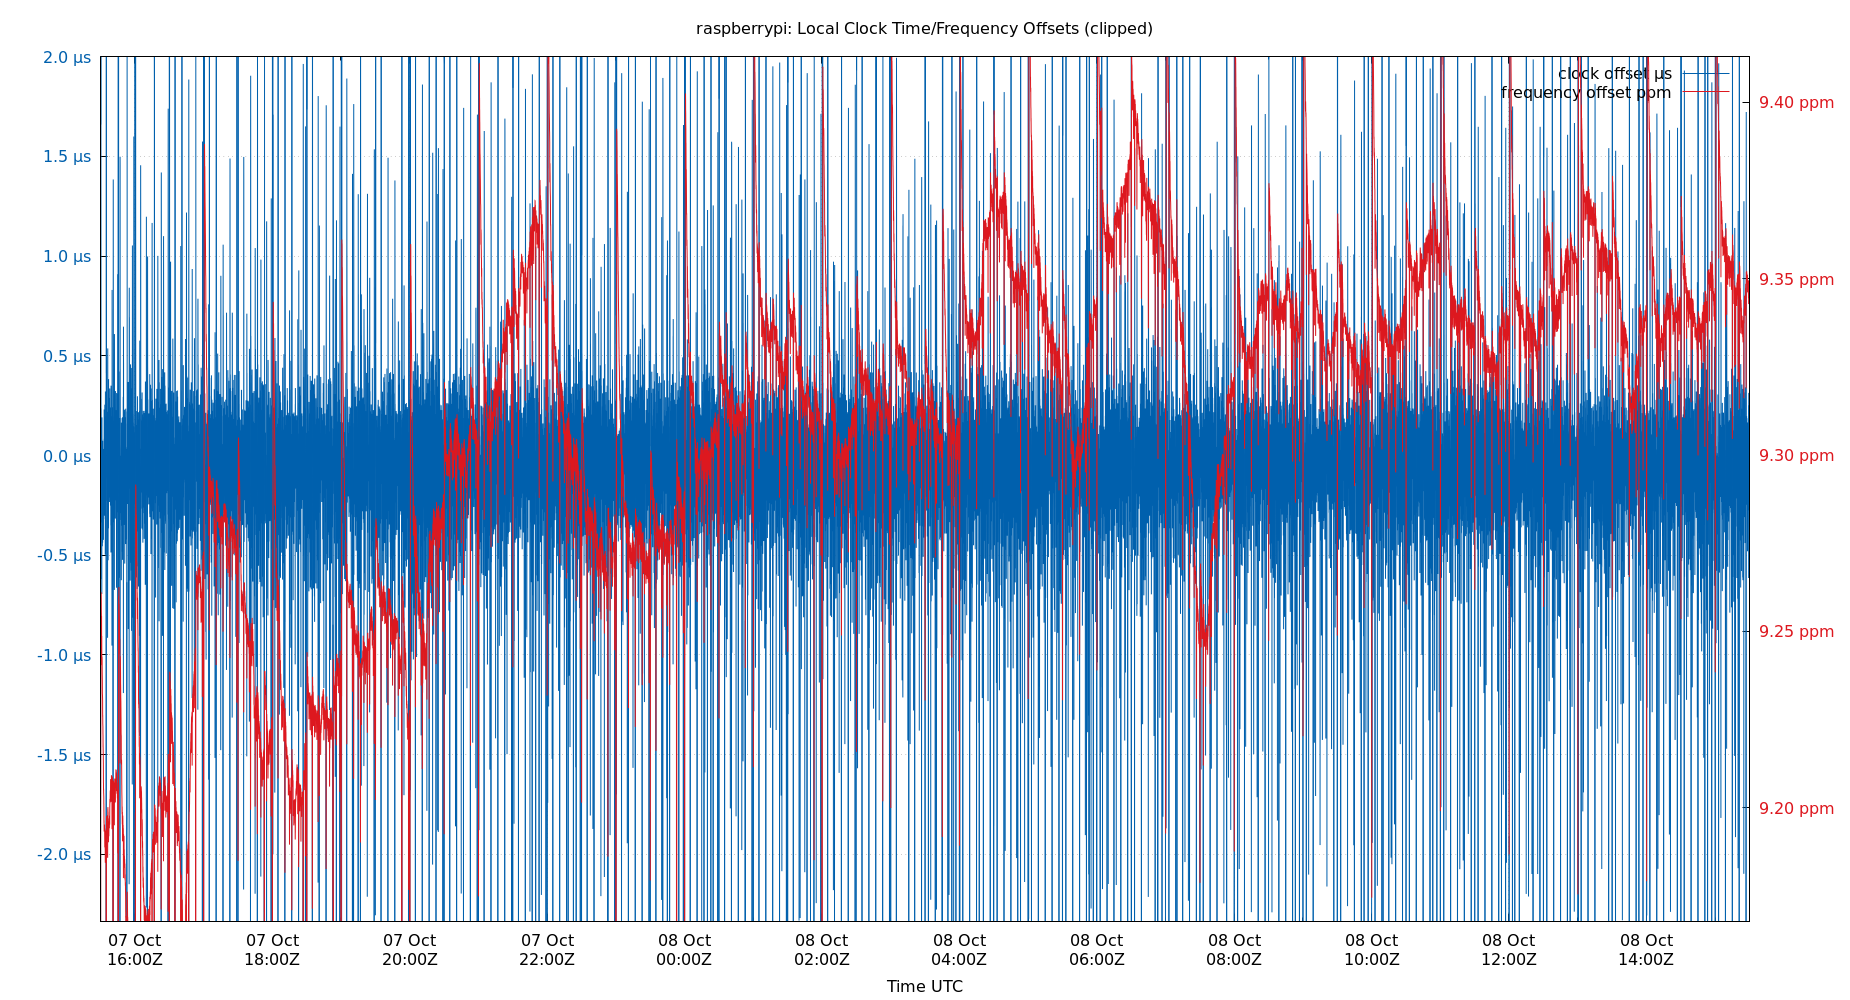 raspberrypi: Local Clock Time/Frequency Offsets (clipped)
clock offset µs
frequency offset ppm
2.0 µs
1.5 µs
1.0 µs
0.5 µs
0.0 µs
-0.5 µs
-1.0 µs
-1.5 µs
-2.0 µs
9.40 ppm
9.35 ppm
9.30 ppm
9.25 ppm
9.20 ppm
07 Oct 07 Oct 07 Oct 07 Oct 08 Oct 08 Oct 08 Oct 08 Oct 08 Oct 08 Oct 08 Oct 08 Oct
16:00Z 18:00Z 20:00Z 22:00Z 00:00Z 02:00Z 04:00Z 06:00Z 08:00Z 10:00Z 12:00Z 14:00Z
Time UTC